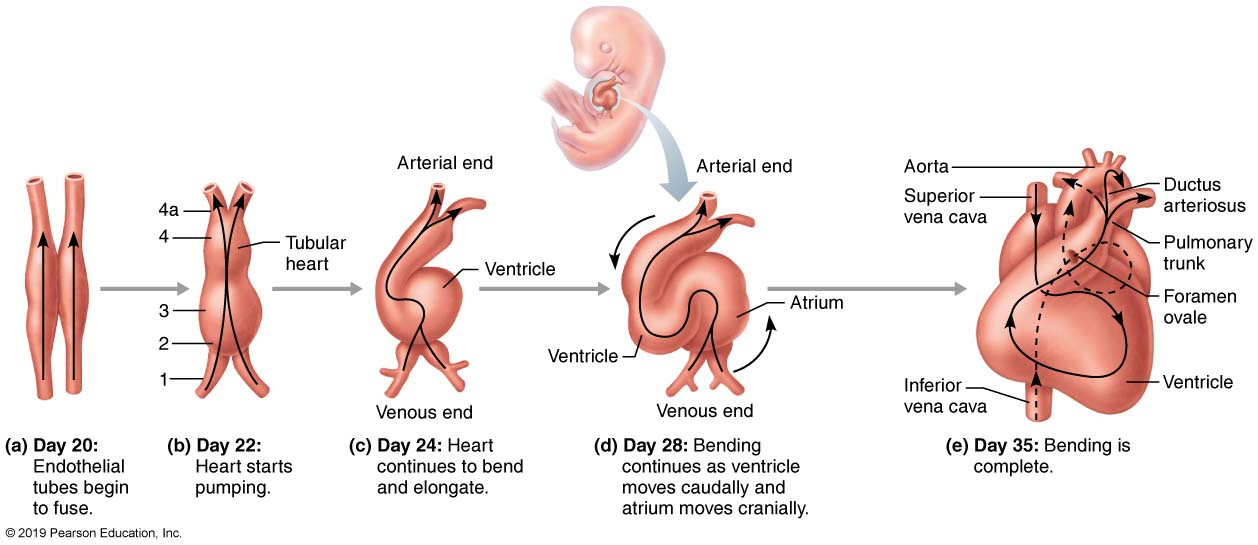 Arterial end
Arterial end
Aorta
Superior
vena cava
Ductus
arteriosus
4a
4
Tubular
heart
Ventricle
Pulmonary
trunk
3
Atrium
Foramen
ovale
2
Ventricle
1
Inferior
vena cava
Ventricle
Venous end
Venous end
(a) Day 20:
Endothelial
tubes begin
to fuse.
(b) Day 22:
Heart starts
pumping.
(c) Day 24: Heart
continues to bend
and elongate.
(d) Day 28: Bending
continues as ventricle
moves caudally and
atrium moves cranially.
(e) Day 35: Bending is
complete.
© 2019 Pearson Education, Inc.